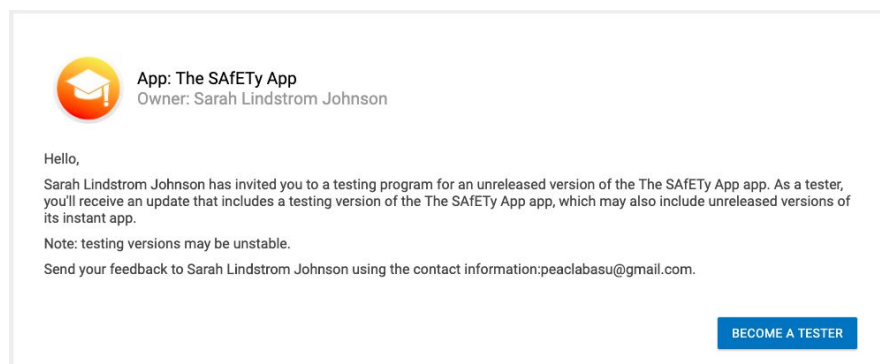 App: The SAfETy App
Owner: Sarah Lindstrom Johnson
Hello,
Sarah Lindstrom Johnson has invited you to a testing program for an unreleased version of the The SAfETy App app. As a tester,
you'll receive an update that includes a testing version of the The SAfETy App app, which may also include unreleased versions of
its instant app.
Note: testing versions may be unstable.
Send your feedback to Sarah Lindstrom Johnson using the contact information:peaclabasu@gmail.com.
BECOME A TESTER